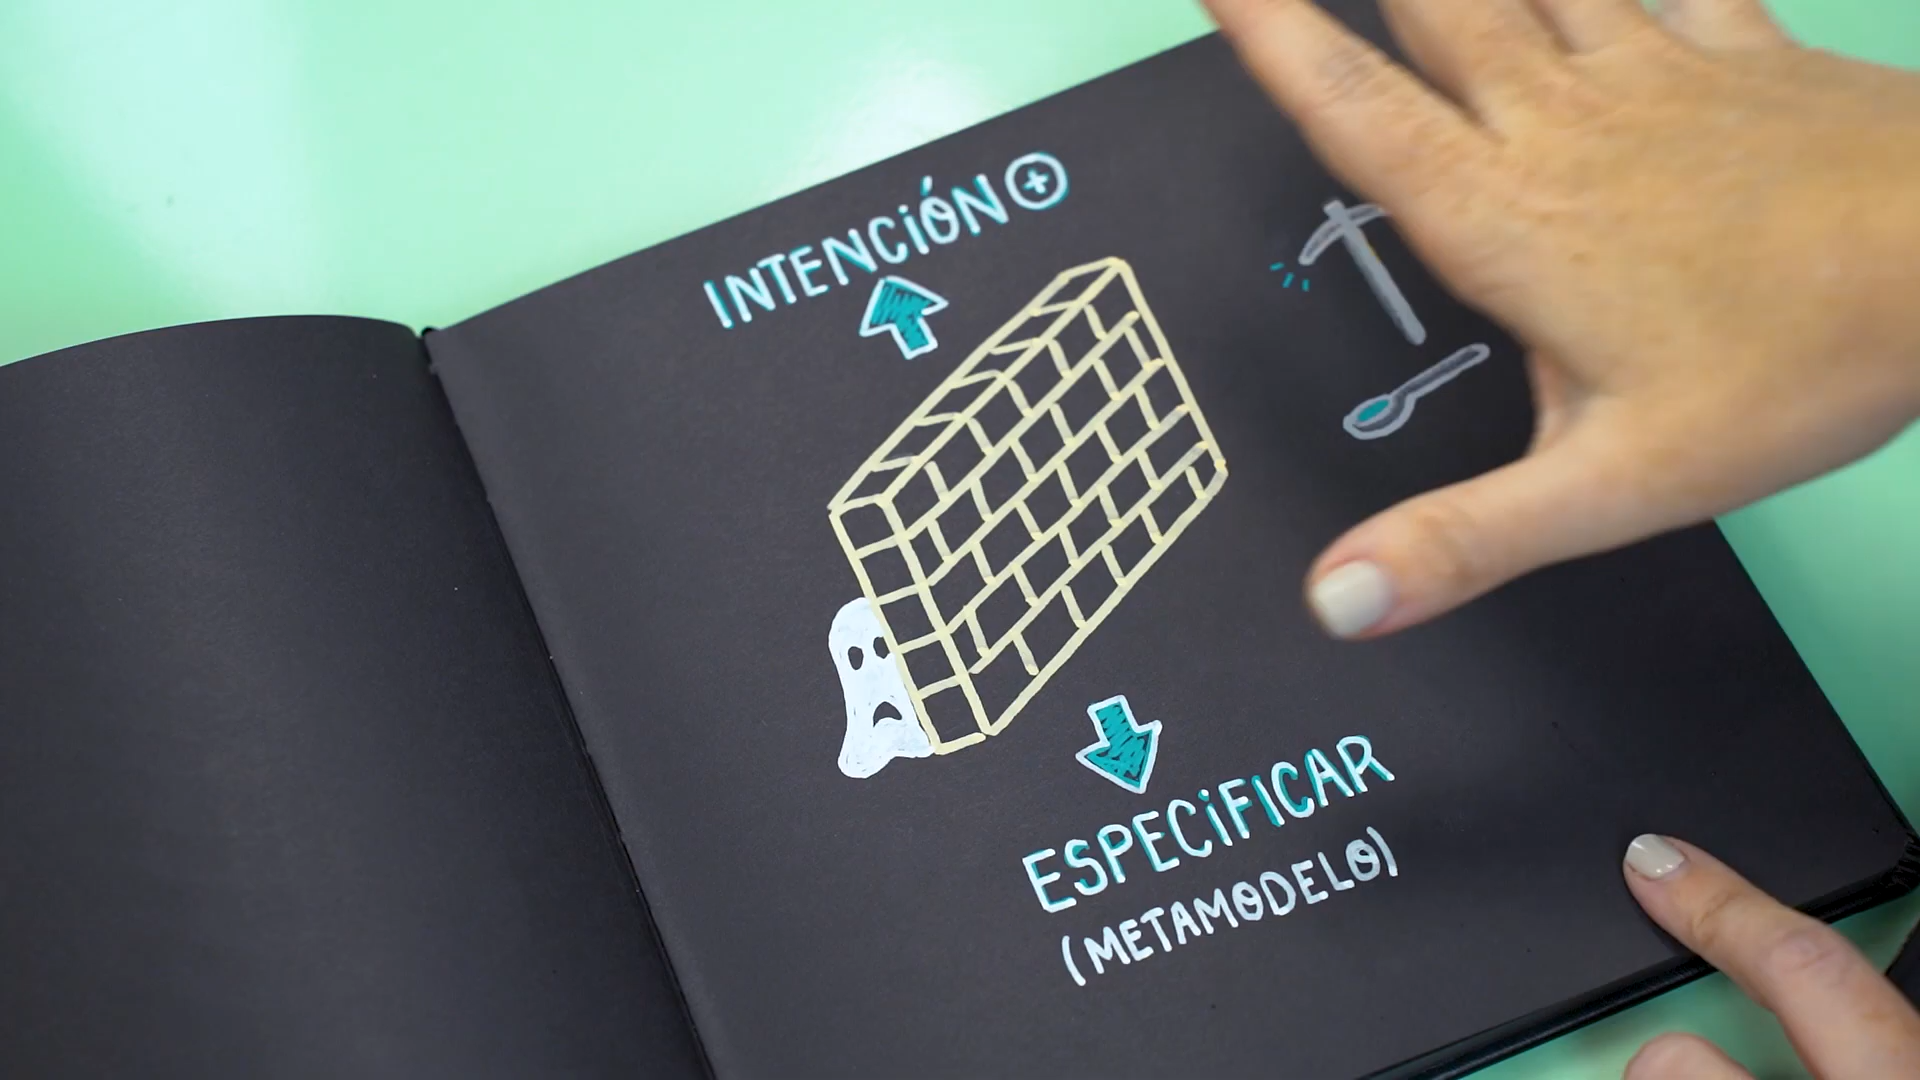 INTENCIÓN +
ESPECIFICAR
(METAMODELO)